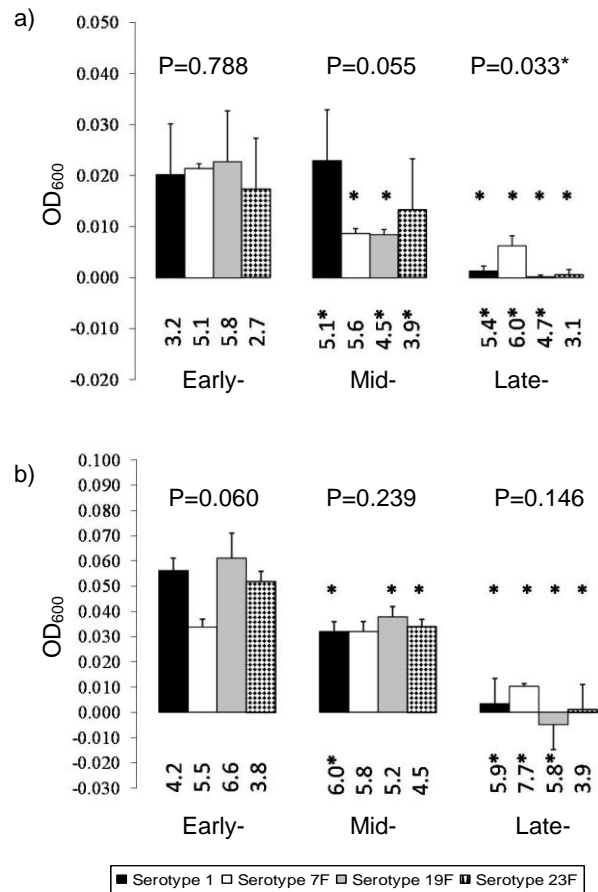 a)
0.050
0.040
0.030
0.020
0.010
0.000
-0.010
-0.020
OD600
P=0.788
P=0.055
P=0.033*
* *
* * * *
3.2 5.1 5.8 2.7
5.1* 5.6 4.5* 3.9*
5.4* 6.0* 4.7* 3.1
Early-
Mid-
Late-
b)
0.100
0.090
0.080
0.070
0.060
0.050
0.040
0.030
0.020
0.010
0.000
-0.010
-0.020
-0.030
OD600
P=0.060
P=0.239
P=0.146
* * *
* * * *
4.2 5.5 6.6 3.8
6.0* 5.8 5.2 4.5
5.9* 7.7* 5.8* 3.9
Early-
Mid-
Late-
Serotype 1 Serotype 7F Serotype 19F Serotype 23F